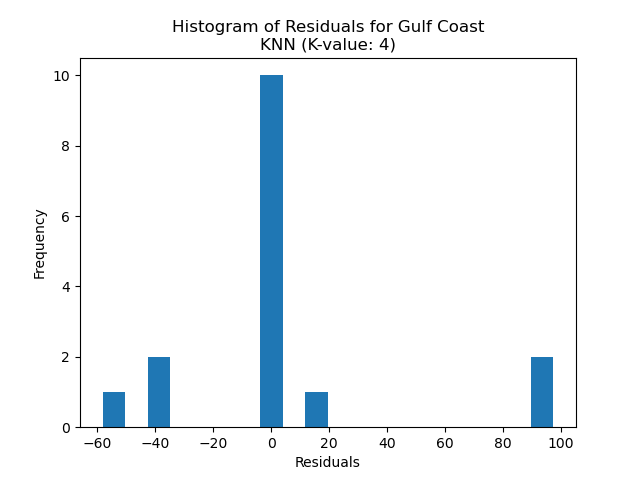 Histogram of Residuals for Gulf Coast
KNN (K-value: 4)
10
8
6
4
2
0
Frequency
−60 −40 −20 0 20 40 60 80 100
Residuals